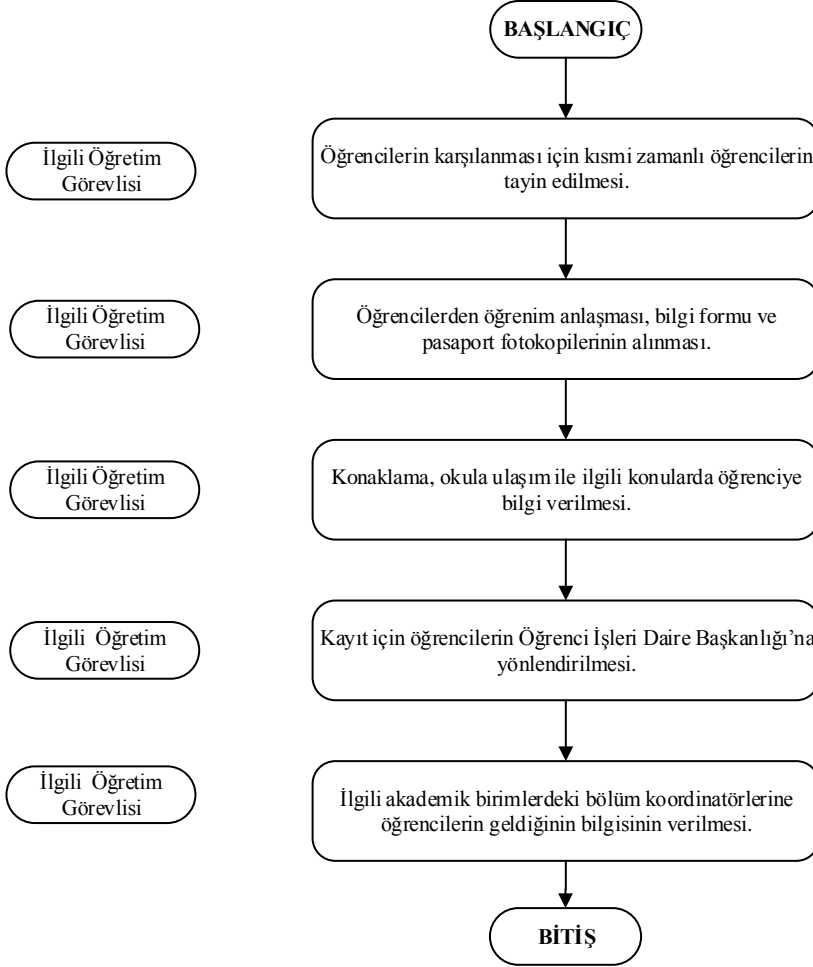 BAŞLANGIÇ
İlgili Öğretim
Görevlisi
Öğrencilerin karşılanması için kısmi zamanlı öğrencilerin
tayin edilmesi.
İlgili Öğretim
Görevlisi
Öğrencilerden öğrenim anlaşması, bilgi formu ve
pasaport fotokopilerinin alınması.
İlgili Öğretim
Görevlisi
Konaklama, okula ulaşım ile ilgili konularda öğrenciye
bilgi verilmesi.
İlgili Öğretim
Görevlisi
Kayıt için öğrencilerin Öğrenci İşleri Daire Başkanlığı’na
yönlendirilmesi.
İlgili Öğretim
Görevlisi
İlgili akademik birimlerdeki bölüm koordinatörlerine
öğrencilerin geldiğinin bilgisinin verilmesi.
BİTİŞ